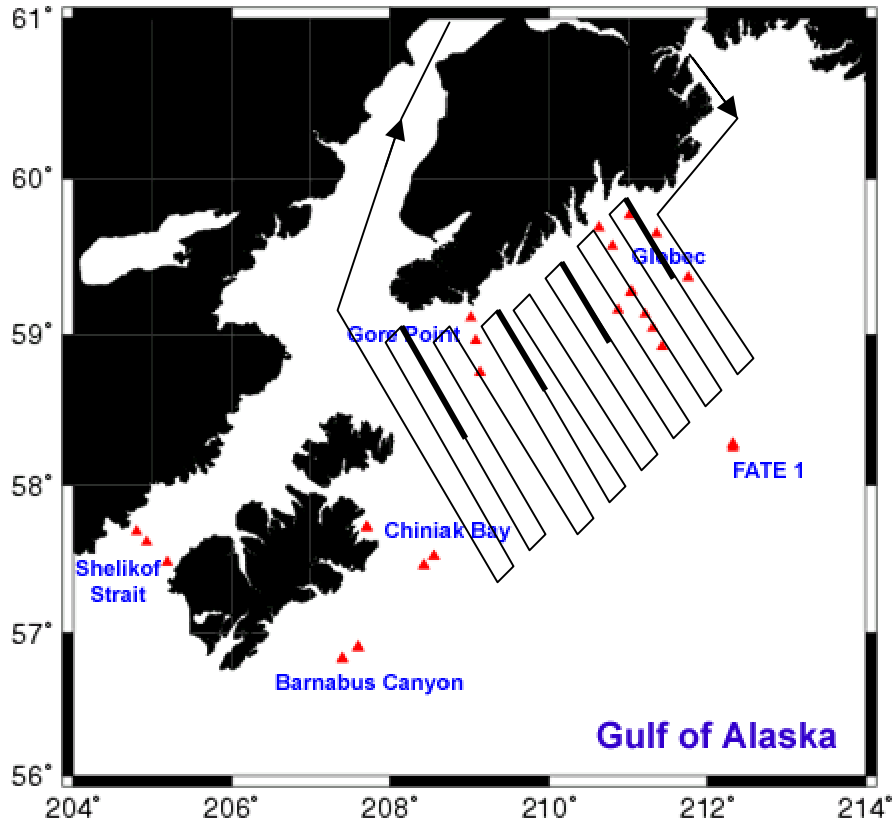 61°
60°
Globec
59°
Gore Point
FATE 1
58°
Chiniak Bay
Shelikof
Strait
57°
Barnabus Canyon
Gulf of Alaska
56°
204° 206° 208° 210° 212° 214°